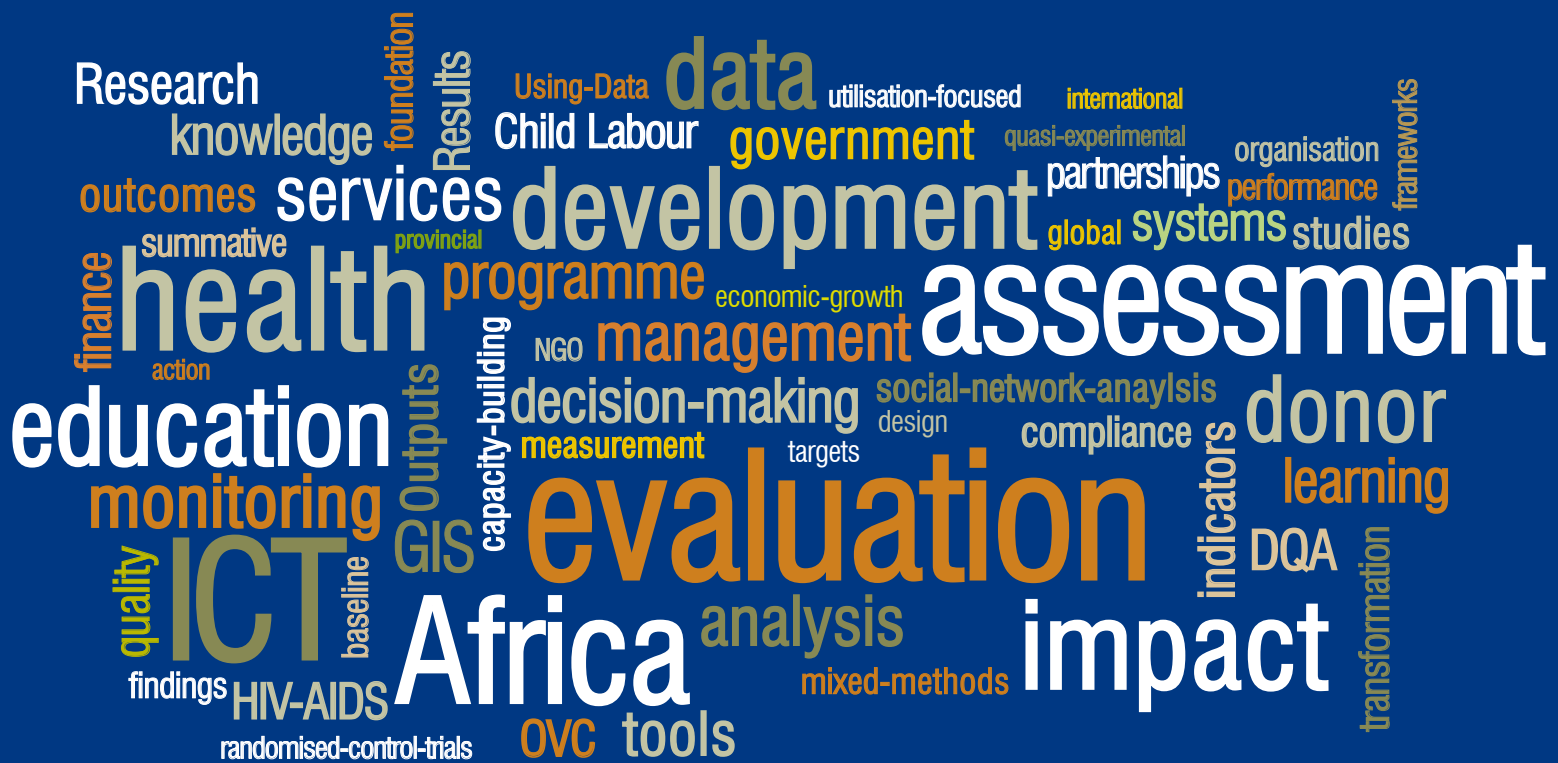 Research
foundation
Results
Using-Data
data
utilisation-focused
international
frameworks
knowledge
Child Labour
government
quasi-experimental
organisation
partnerships
performance
outcomes
services
development
global
systems
studies
summative
provincial
health
finance
programme
economic-growth
assessment
action
NGO
management
capacity-building
education
Outputs
decision-making
social-network-anaylsis
design
donor
measurement
targets
compliance
indicators
learning
monitoring
GIS
evaluation
DQA
transformation
quality
ICT
baseline
Africa
analysis
impact
findings
HIV-AIDS
mixed-methods
randomised-control-trials
OVC
tools